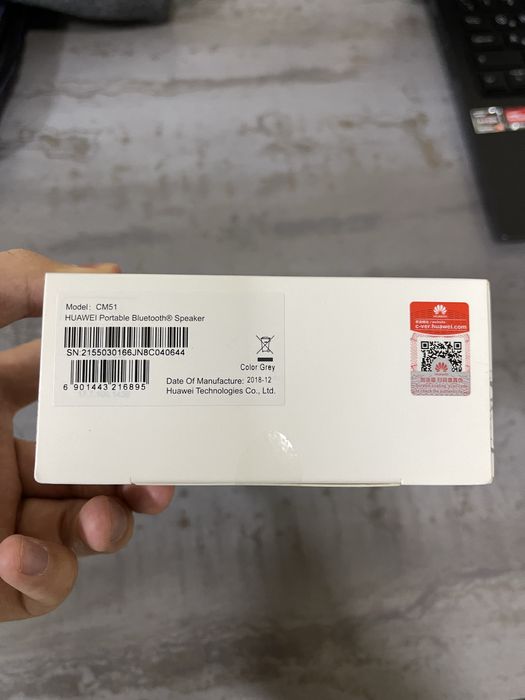 Model: CM51
HUAWEI Portable Bluetooth® Speaker
SN:2155030166JN8C040644
Color Grey
6 901443 216895
Date Of Manufacture: 2018-12
Huawei Technologies Co., Ltd.
HUAWEI
c-ver.huawei.com